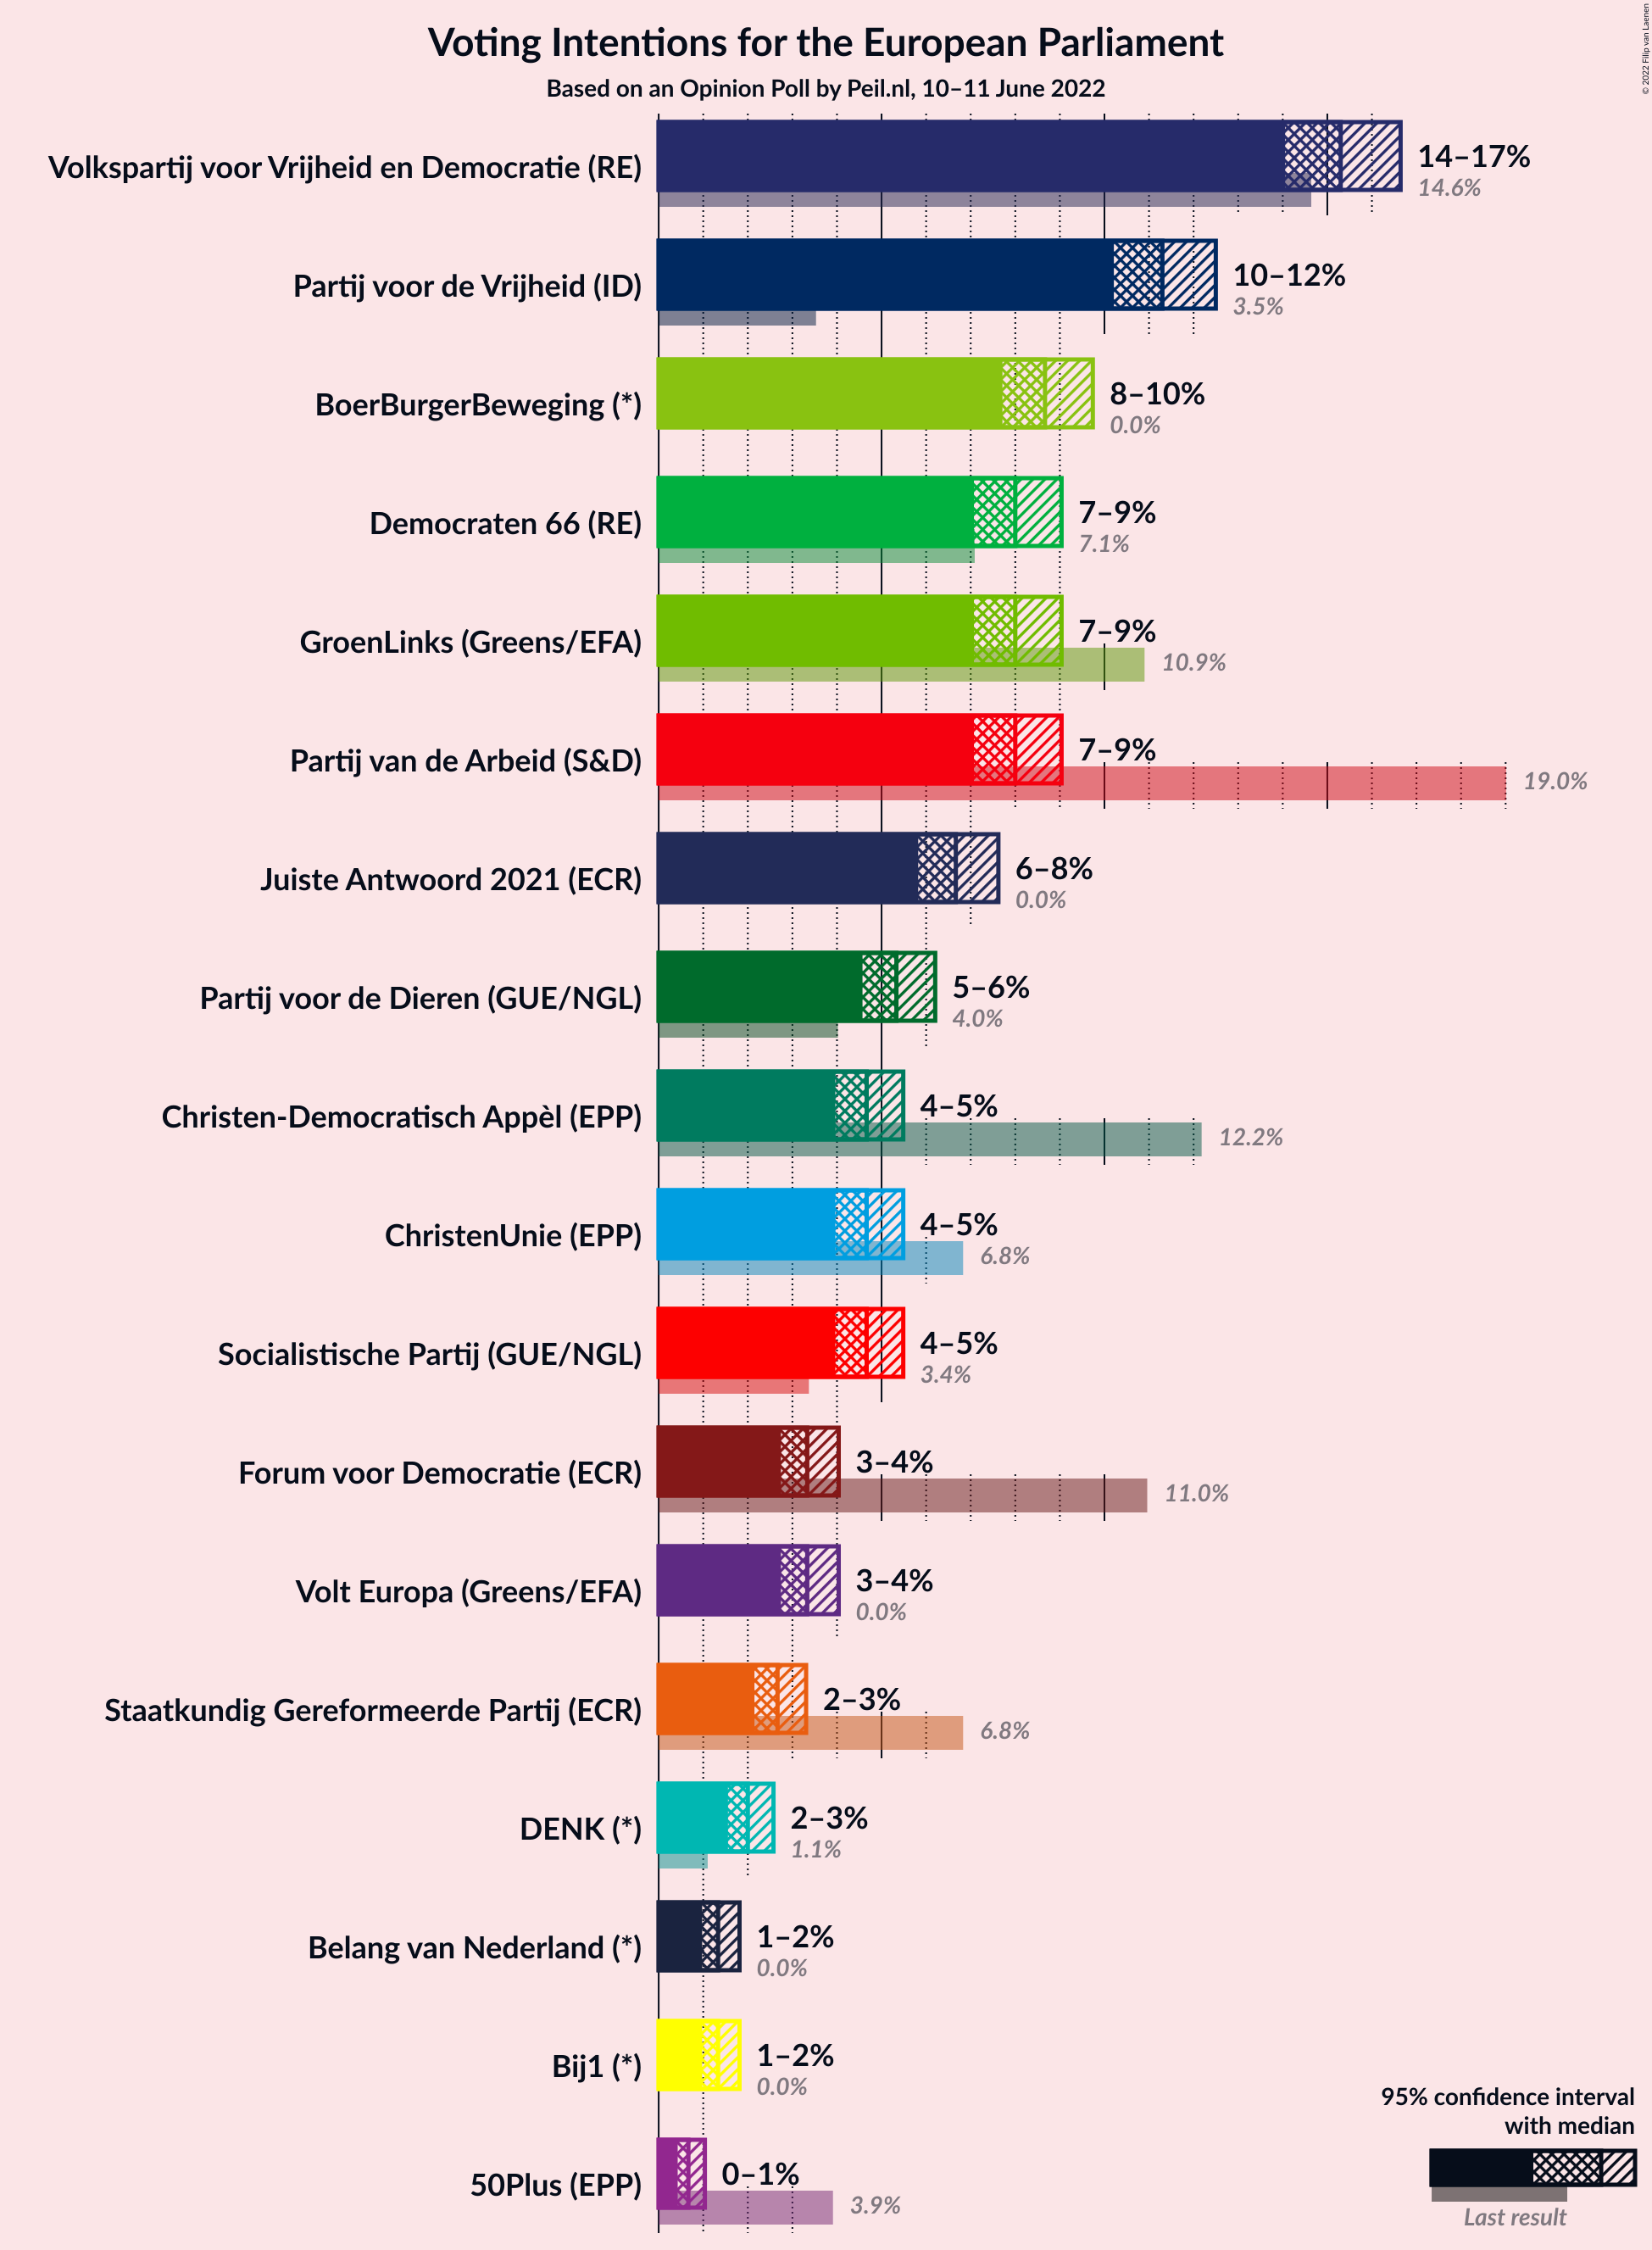 © 2022 Filip van Laenen
Voting Intentions for the European Parliament
Based on an Opinion Poll by Peil.nl, 10–11 June 2022
Volkspartij voor Vrijheid en Democratie (RE)
14–17%
14.6%
Partij voor de Vrijheid (ID)
10–12%
3.5%
BoerBurgerBeweging (*)
8–10%
0.0%
Democraten 66 (RE)
7–9%
7.1%
GroenLinks (Greens/EFA)
7–9%
10.9%
Partij van de Arbeid (S&D)
7–9%
19.0%
Juiste Antwoord 2021 (ECR)
6–8%
0.0%
Partij voor de Dieren (GUE/NGL)
5–6%
4.0%
Christen-Democratisch Appèl (EPP)
4–5%
12.2%
ChristenUnie (EPP)
4–5%
6.8%
Socialistische Partij (GUE/NGL)
4–5%
3.4%
Forum voor Democratie (ECR)
3–4%
11.0%
Volt Europa (Greens/EFA)
3–4%
0.0%
Staatkundig Gereformeerde Partij (ECR)
2–3%
6.8%
DENK (*)
2–3%
1.1%
Belang van Nederland (*)
1–2%
0.0%
Bij1 (*)
1–2%
0.0%
50Plus (EPP)
0–1%
3.9%
95% confidence interval
with median
Last result